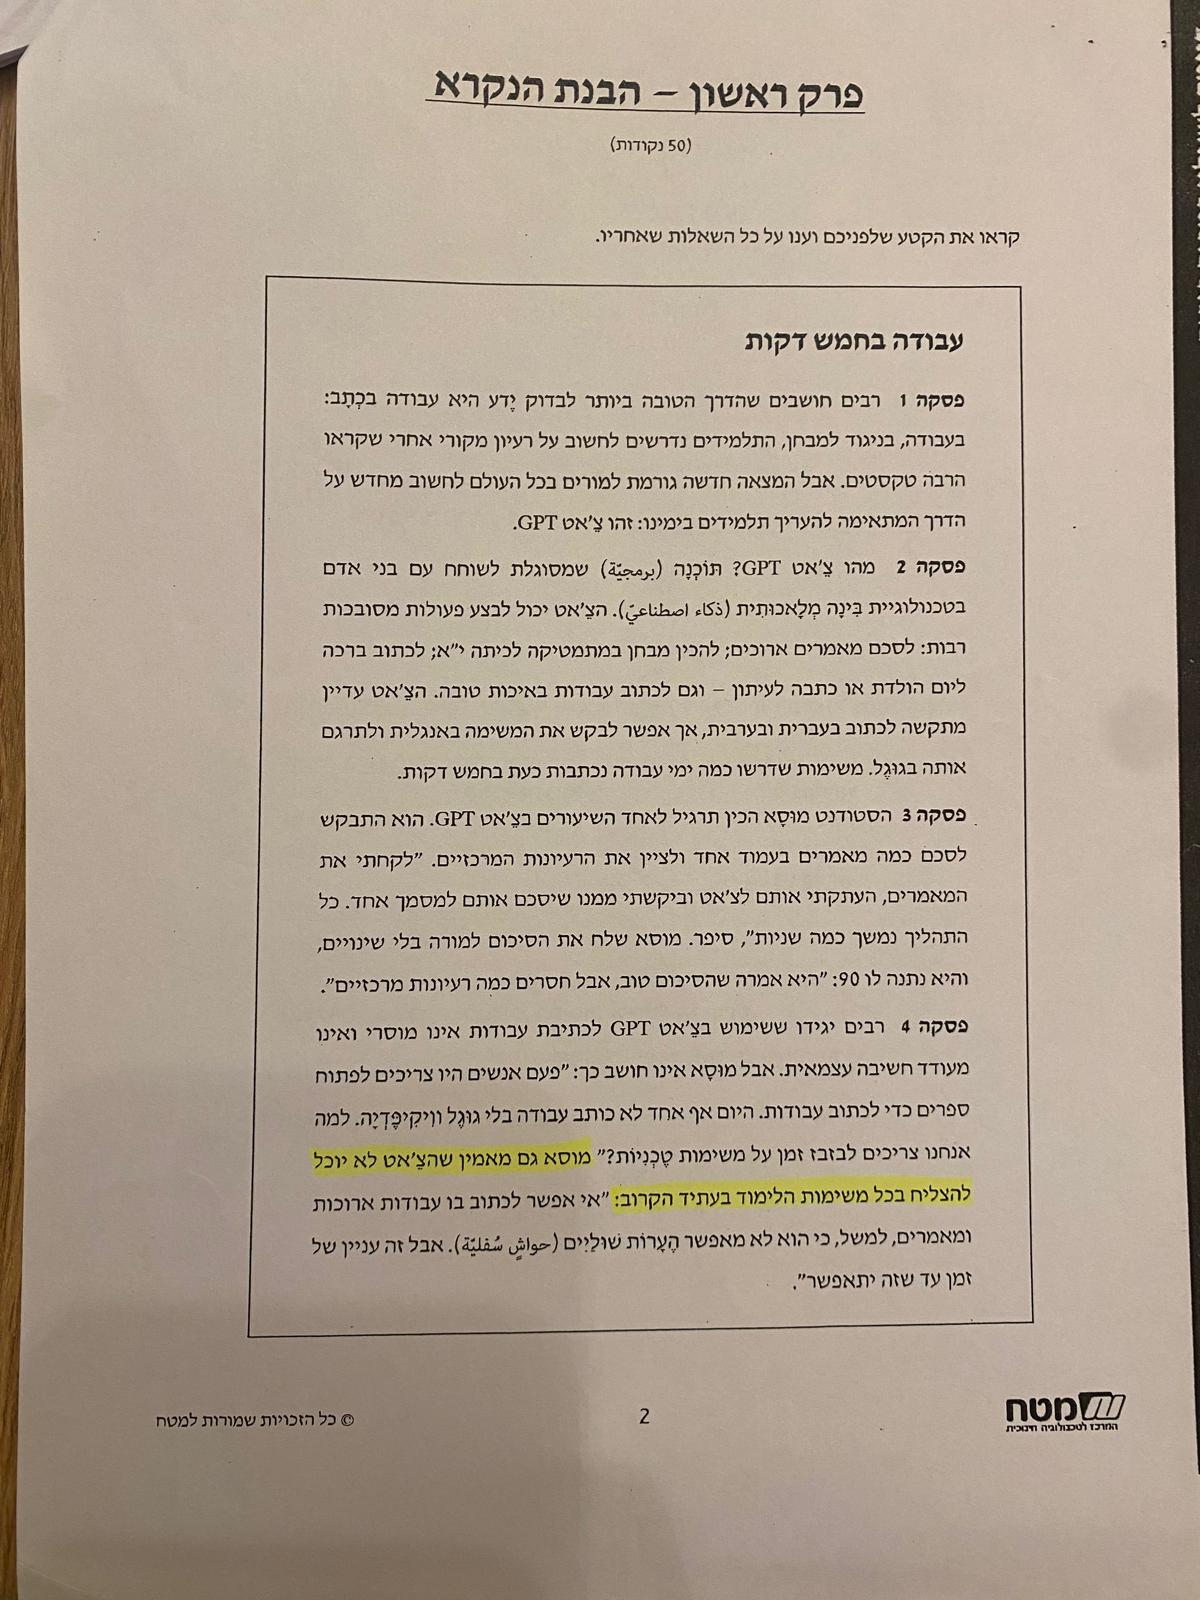 פרק ראשון – הבנת הנקרא
(50 נקודות)
קראו את הקטע שלפניכם וענו על כל השאלות שאחריו.
עבודה בחמש דקות
פסקה 1 רבים חושבים שהדרך הטובה ביותר לבדוק יֶדע היא עבודה בכְתָב:
בעבודה, בניגוד למבחן, התלמידים נדרשים לחשוב על רעיון מקורי אחרי שקראו
הרבה טקסטים. אבל המצאה חדשה גורמת למורים בכל העולם לחשוב מחדש על
הדרך המתאימה להעריך תלמידים בימינו: זהו צֶ'אט GPT.
פסקה 2 מהו צֶ'אט GPT? תּוֹכְנָה (برمجيّة) שמסוגלת לשוחח עם בני אדם
בטכנולוגיית בִּינָה מְלָאכוּתִית (ذكاء اصطناعيّ). הצֶ'אט יכול לבצע פעולות מסובכות
רבות: לסכם מאמרים ארוכים; להכין מבחן במתמטיקה לכיתה י"א; לכתוב ברכה
ליום הולדת או כתבה לעיתון – וגם לכתוב עבודות באיכות טובה. הצֶ'אט עדיין
מתקשה לכתוב בעברית ובערבית, אך אפשר לבקש את המשימה באנגלית ולתרגם
אותה בגוּגֶל. משימות שדרשו כמה ימי עבודה נכתבות כעת בחמש דקות.
פסקה 3 הסטודנט מוּסָא הכין תרגיל לאחד השיעורים בצֶ'אט GPT. הוא התבקש
לסכם כמה מאמרים בעמוד אחד ולציין את הרעיונות המרכזיים. "לקחתי את
המאמרים, העתקתי אותם לצ'אט וביקשתי ממנו שיסכם אותם למסמך אחד. כל
התהליך נמשך כמה שניות", סיפר. מוסא שלח את הסיכום למורה בלי שינויים,
והיא נתנה לו 90: "היא אמרה שהסיכום טוב, אבל חסרים כמה רעיונות מרכזיים".
פסקה 4 רבים יגידו ששימוש בצֶ'אט GPT לכתיבת עבודות אינו מוסרי ואינו
מעודד חשיבה עצמאית. אבל מוּסָא אינו חושב כך: "פעם אנשים היו צריכים לפתוח
ספרים כדי לכתוב עבודות. היום אף אחד לא כותב עבודה בלי גוּגֶל ווִיקִיפֶּדְיָה. למה
אנחנו צריכים לבזבז זמן על משימות טֶכְנִיוֹת?" מוסא גם מאמין שהצֶ'אט לא יוכל
להצליח בכל משימות הלימוד בעתיד הקרוב: "אי אפשר לכתוב בו עבודות ארוכות
ומאמרים, למשל, כי הוא לא מאפשר הֶעָרוֹת שׁוּלַיִים (حواشٍ سُفليّة). אבל זה עניין של
זמן עד שזה יתאפשר".
מטח
המרכז לטכנולוגיה חינוכית
2
© כל הזכויות שמורות למטח